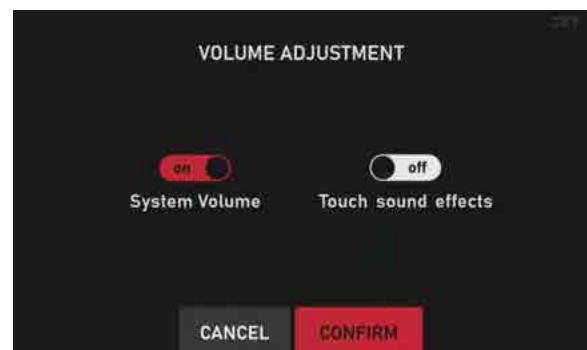 VOLUME ADJUSTMENT
on
off
System Volume
Touch sound effects
CANCEL
CONFIRM